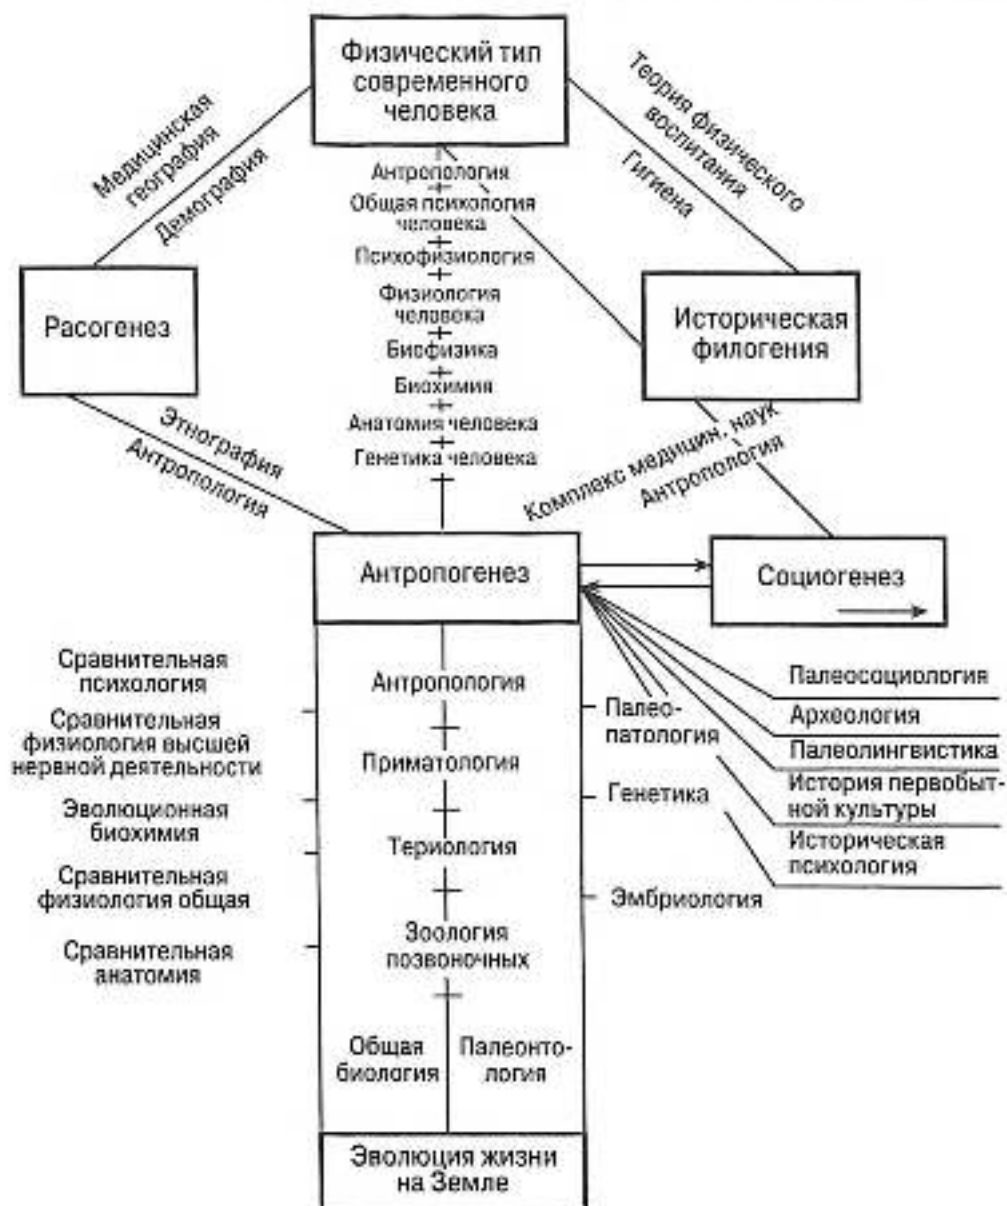 Физический тип
современного
человека
Медицинская
география
Демография
Теория физического
воспитания
Гигиена
Антропология
Общая психология
человека
Психофизиология
Физиология
человека
Биофизика
Биохимия
Анатомия человека
Генетика человека
Расогенез
Историческая
филогения
Этнография
Антропология
Комплекс медицин, наук
Антропология
Антропогенез
Социогенез
Сравнительная
психология
Сравнительная
физиология высшей
нервной деятельности
Эволюционная
биохимия
Сравнительная
физиология общая
Сравнительная
анатомия
Антропология
Приматология
Териология
Зоология
позвоночных
Общая
биология
Палеонто-
логия
Палео-
патология
Генетика
Эмбриология
Палеосоциология
Археология
Палеолингвистика
История первобыт-
ной культуры
Историческая
психология
Эволюция жизни
на Земле